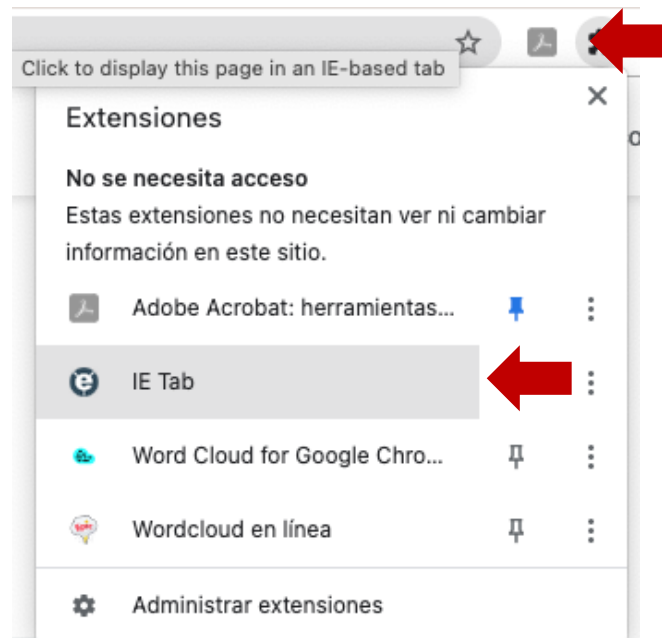 Click to display this page in an IE-based tab
Extensiones
No se necesita acceso
Estas extensiones no necesitan ver ni cambiar
información en este sitio.
Adobe Acrobat: herramientas...
IE Tab
Word Cloud for Google Chro...
Wordcloud en línea
Administrar extensiones